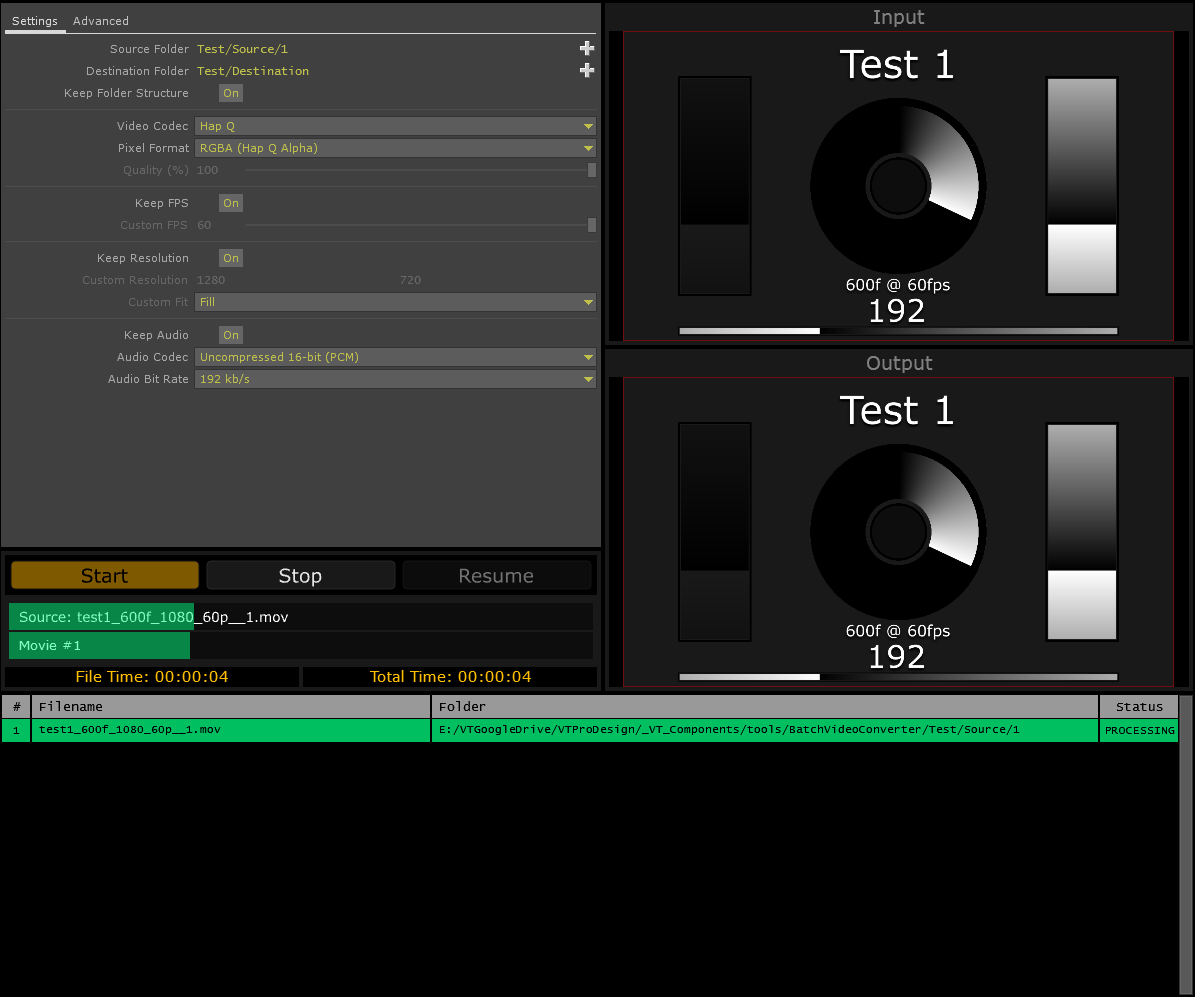 Settings Advanced
Source Folder Test/Source/1
Destination Folder Test/Destination
Keep Folder Structure On
Video Codec Hap Q
Pixel Format RGBA (Hap Q Alpha)
Quality (%) 100
Keep FPS On
Custom FPS 60
Keep Resolution On
Custom Resolution 1280 720
Custom Fit Fill
Keep Audio On
Audio Codec Uncompressed 16-bit (PCM)
Audio Bit Rate 192 kb/s
Start Stop Resume
Source: test1_600f_1080_60p__1.mov
Movie #1
File Time: 00:00:04 Total Time: 00:00:04
Input
Test 1
600f @ 60fps
192
Output
Test 1
600f @ 60fps
192
# Filename Folder Status
1 test1_600f_1080_60p__1.mov E:/VTGoogleDrive/VTProDesign/_VT_Components/tools/BatchVideoConverter/Test/Source/1 PROCESSING